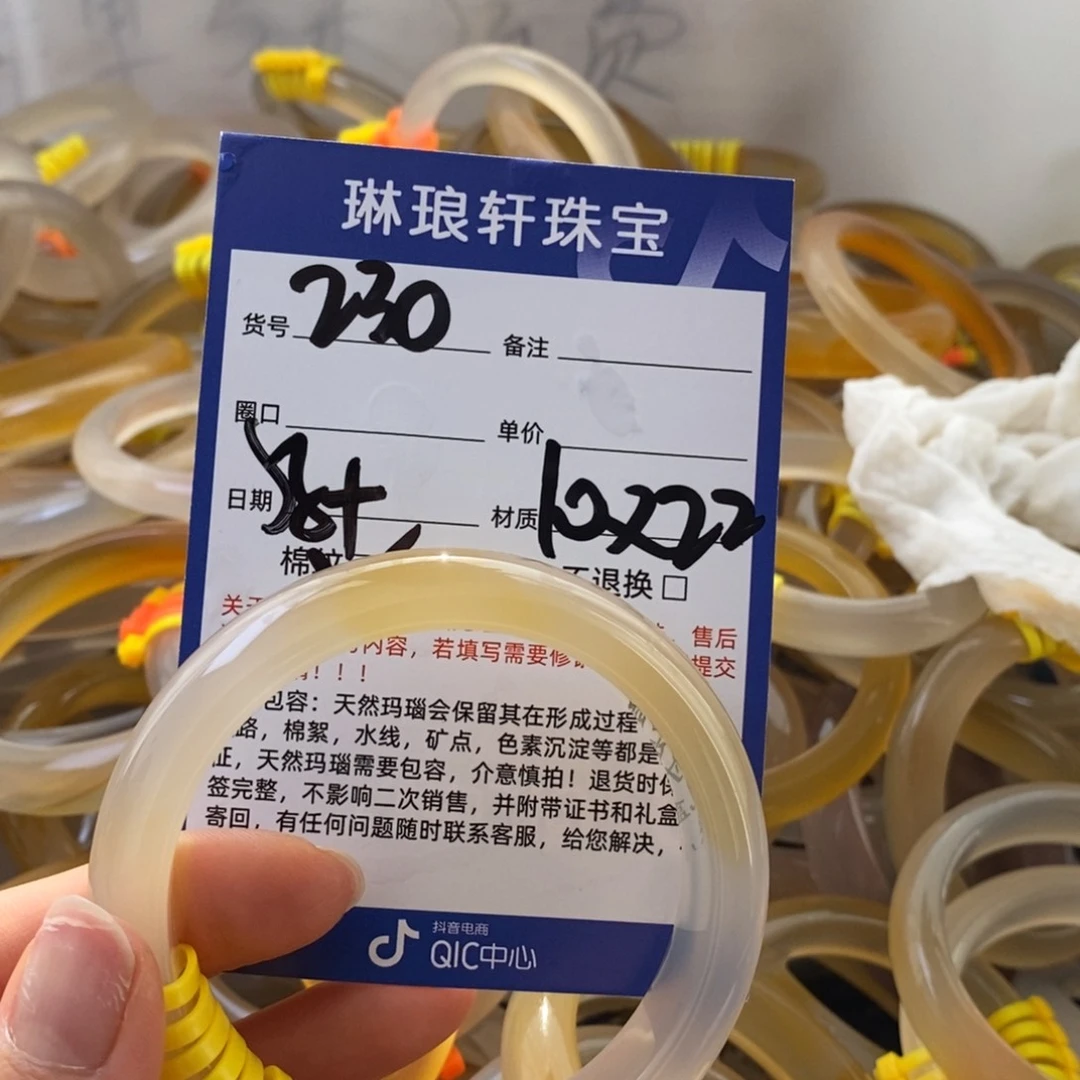 琳琅轩珠宝
货号 230 备注
圈口 单价
日期 58+ 材质 10×22
棉纹 不退换□
售后
内容，若填写需要修 提交
！！！
包容：天然玛瑙会保留其在形成过程
路，棉絮，水线，矿点，色素沉淀等都是
证，天然玛瑙需要包容，介意慎拍！退货时保
签完整，不影响二次销售，并附带证书和礼盒
寄回，有任何问题随时联系客服，给您解决，
抖音电商
QIC中心